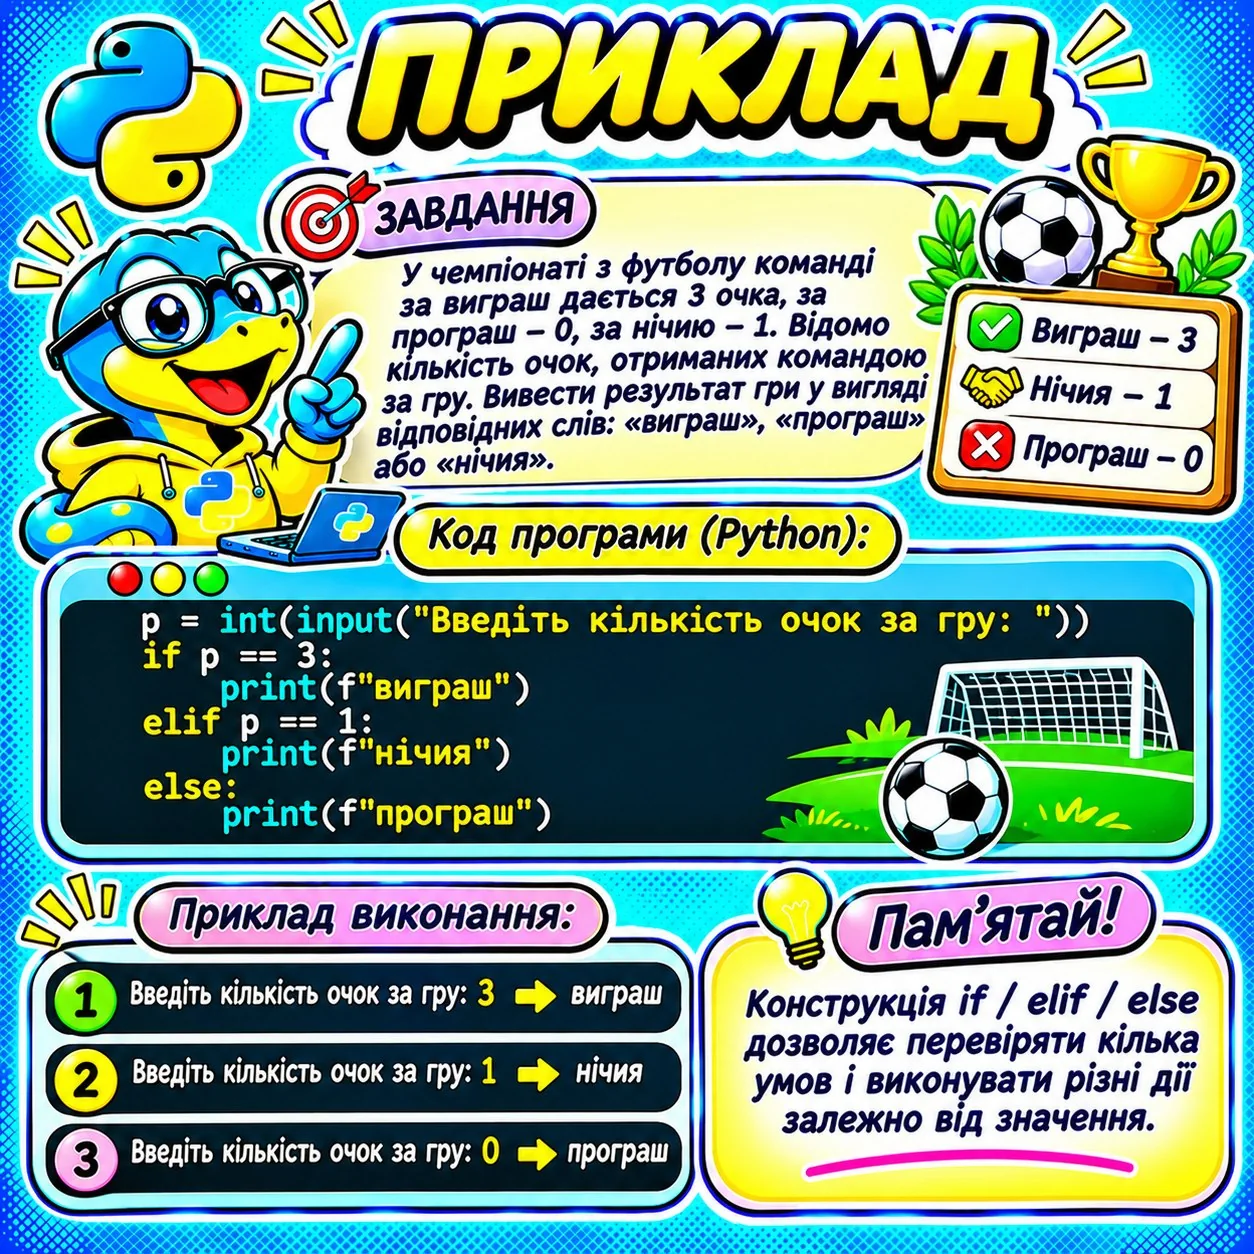 ПРИКЛАД
ЗАВДАННЯ
У чемпіонаті з футболу команді
за виграш дається 3 очка, за
програш – 0, за нічию – 1. Відомо
кількість очок, отриманих командою
за гру. Вивести результат гри у вигляді
відповідних слів: «виграш», «програш»
або «нічия».
Виграш – 3
Нічия – 1
Програш – 0
Код програми (Python):
p = int(input("Введіть кількість очок за гру: "))
if p == 3:
    print(f"виграш")
elif p == 1:
    print(f"нічия")
else:
    print(f"програш")
Приклад виконання:
1 Введіть кількість очок за гру: 3 ➡ виграш
2 Введіть кількість очок за гру: 1 ➡ нічия
3 Введіть кількість очок за гру: 0 ➡ програш
Пам'ятай!
Конструкція if / elif / else
дозволяє перевіряти кілька
умов і виконувати різні дії
залежно від значення.